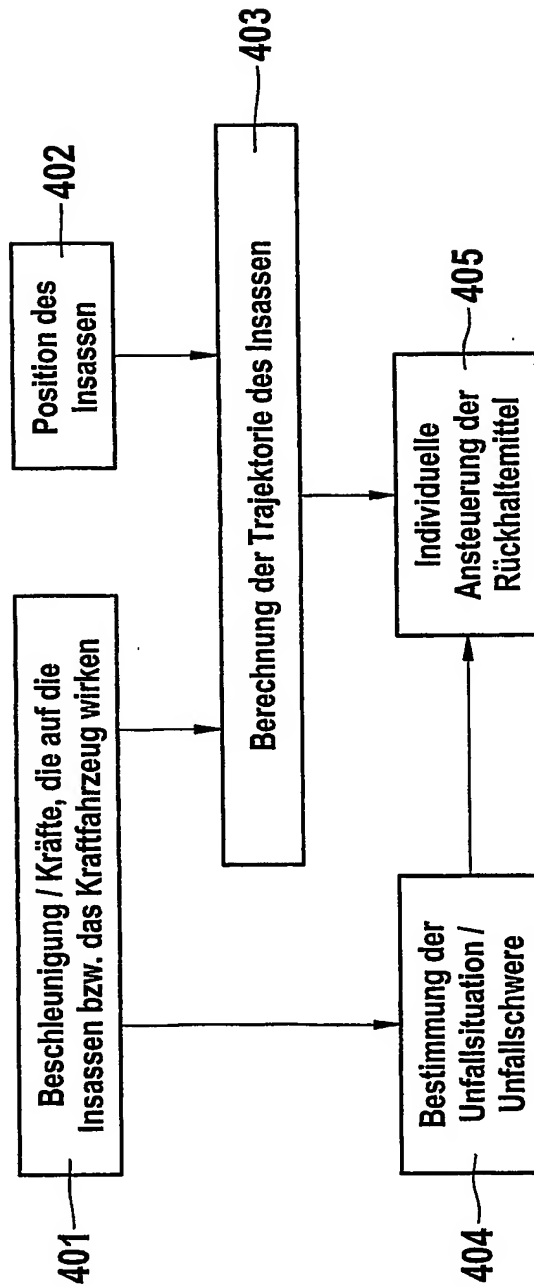 401
Beschleunigung / Kräfte, die auf die
Insassen bzw. das Kraftfahrzeug wirken
402
Position des
Insassen
403
Berechnung der Trajektorie des Insassen
404
Bestimmung der
Unfallsituation /
Unfallschwere
405
Individuelle
Ansteuerung der
Rückhaltemittel